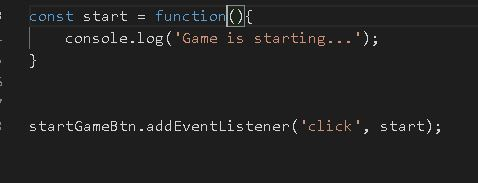 const start = function(){
    console.log('Game is starting...');
}
startGameBtn.addEventListener('click', start);